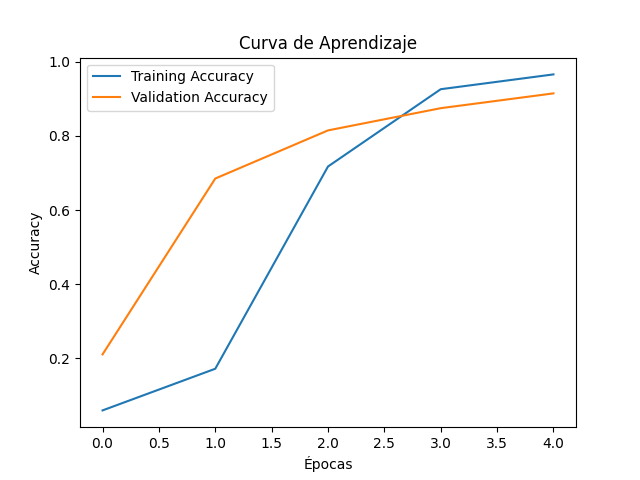 Curva de Aprendizaje
Training Accuracy
Validation Accuracy
1.0
0.8
0.6
0.4
0.2
Accuracy
0.0 0.5 1.0 1.5 2.0 2.5 3.0 3.5 4.0
Épocas